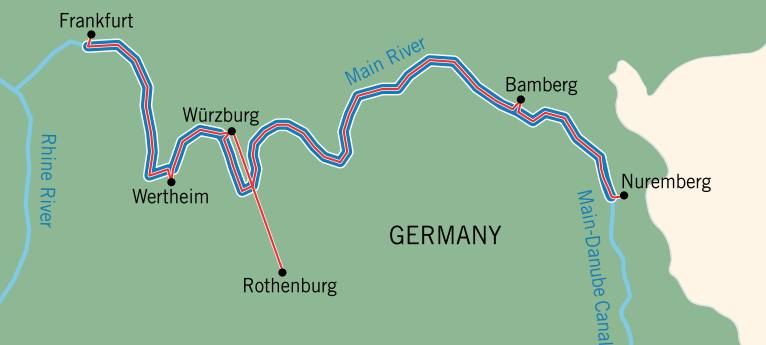 Frankfurt
Main River
Bamberg
Würzburg
Rhine River
Wertheim
Nuremberg
GERMANY
Main-Danube Canal
Rothenburg